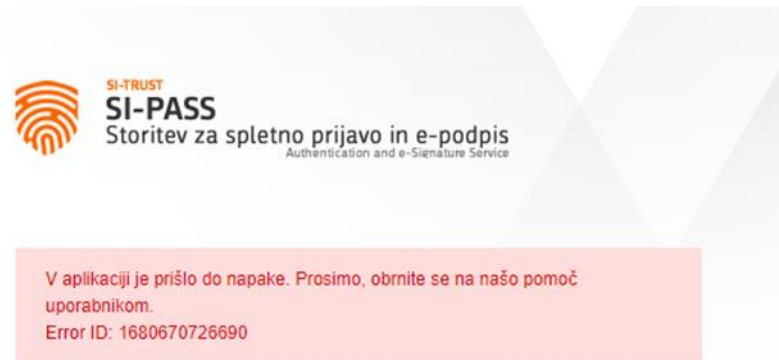 SI-TRUST
SI-PASS
Storitev za spletno prijavo in e-podpis
Authentication and e-Signature Service
V aplikaciji je prišlo do napake. Prosimo, obrnite se na našo pomoč
uporabnikom.
Error ID: 1680670726690